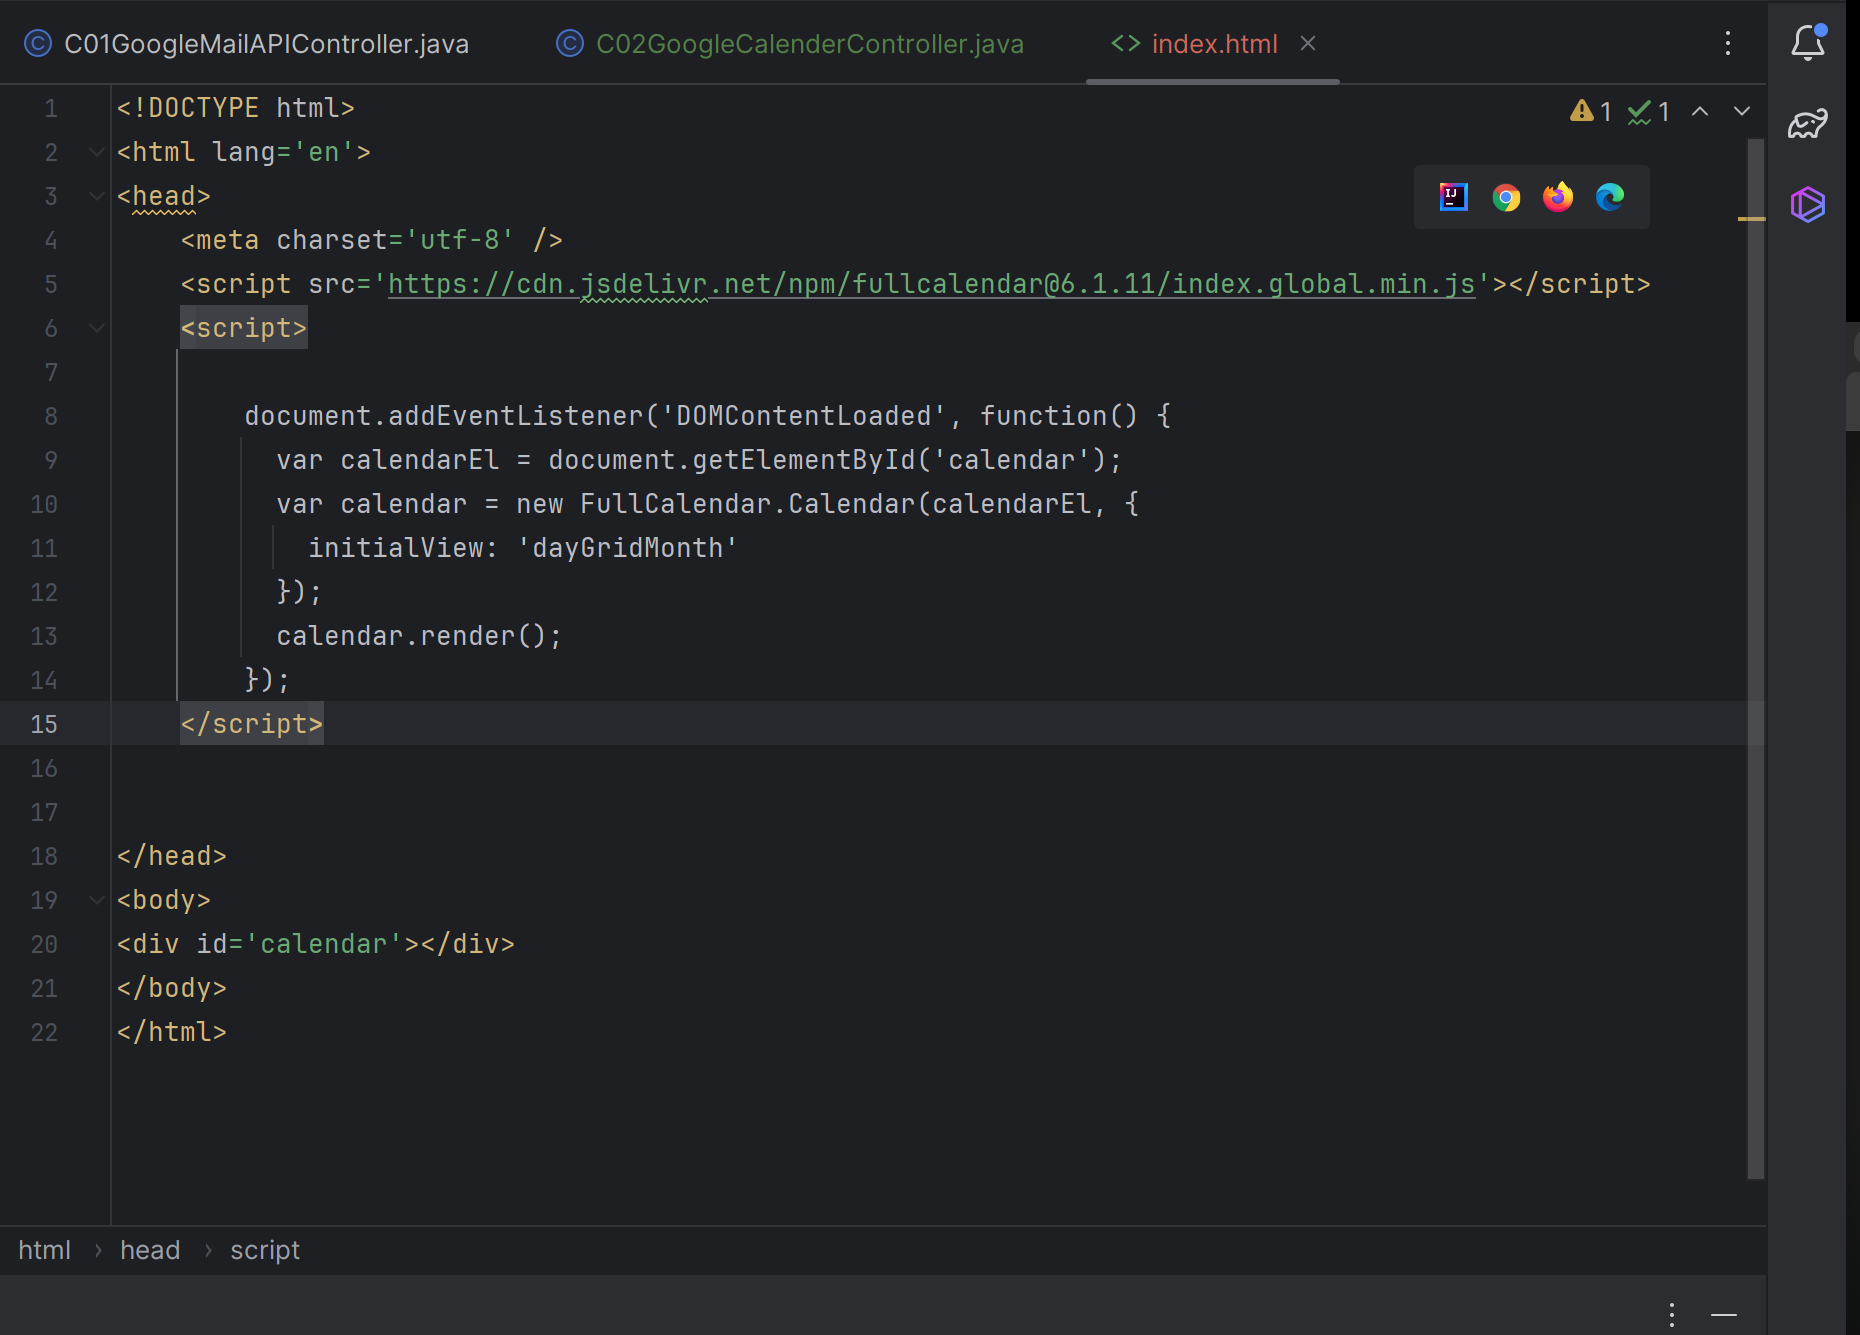 C01GoogleMailAPIController.java C02GoogleCalenderController.java index.html
1 <!DOCTYPE html> 1 1
2 <html lang='en'>
3 <head>
4 <meta charset='utf-8' />
5 <script src='https://cdn.jsdelivr.net/npm/fullcalendar@6.1.11/index.global.min.js'></script>
6 <script>
7
8 document.addEventListener('DOMContentLoaded', function() {
9 var calendarEl = document.getElementById('calendar');
10 var calendar = new FullCalendar.Calendar(calendarEl, {
11 initialView: 'dayGridMonth'
12 });
13 calendar.render();
14 });
15 </script>
16
17
18 </head>
19 <body>
20 <div id='calendar'></div>
21 </body>
22 </html>
html › head › script